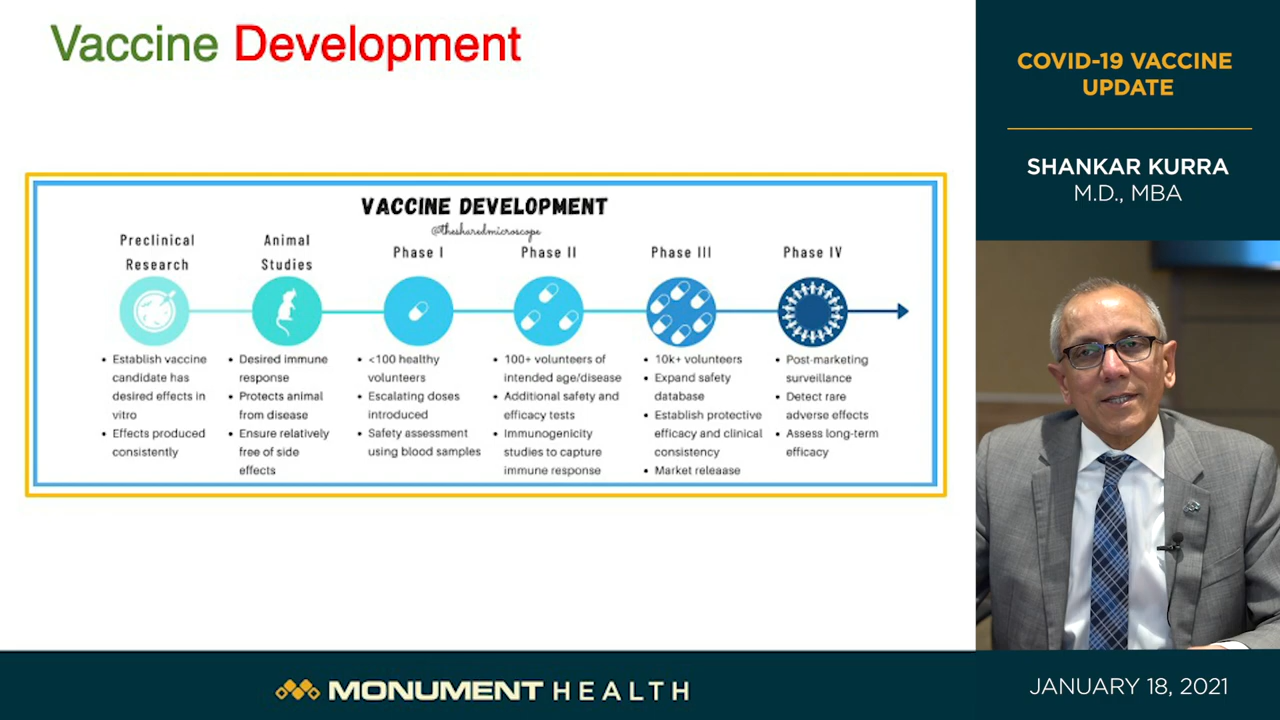 Vaccine Development
VACCINE DEVELOPMENT
@thesharedmicroscope
Preclinical
Research
• Establish vaccine
candidate has
desired effects in
vitro
• Effects produced
consistently
Animal
Studies
• Desired immune
response
• Protects animal
from disease
• Ensure relatively
free of side
effects
Phase I
• <100 healthy
volunteers
• Escalating doses
introduced
• Safety assessment
using blood samples
Phase II
• 100+ volunteers of
intended age/disease
• Additional safety and
efficacy tests
• Immunogenicity
studies to capture
immune response
Phase III
• 10k+ volunteers
• Expand safety
database
• Establish protective
efficacy and clinical
consistency
• Market releaase
Phase IV
• Post-marketing
surveillance
• Detect rare
adverse effects
• Assess long-term
efficacy
COVID-19 VACCINE
UPDATE
SHANKAR KURRA
M.D., MBA
MONUMENT HEALTH
JANUARY 18, 2021